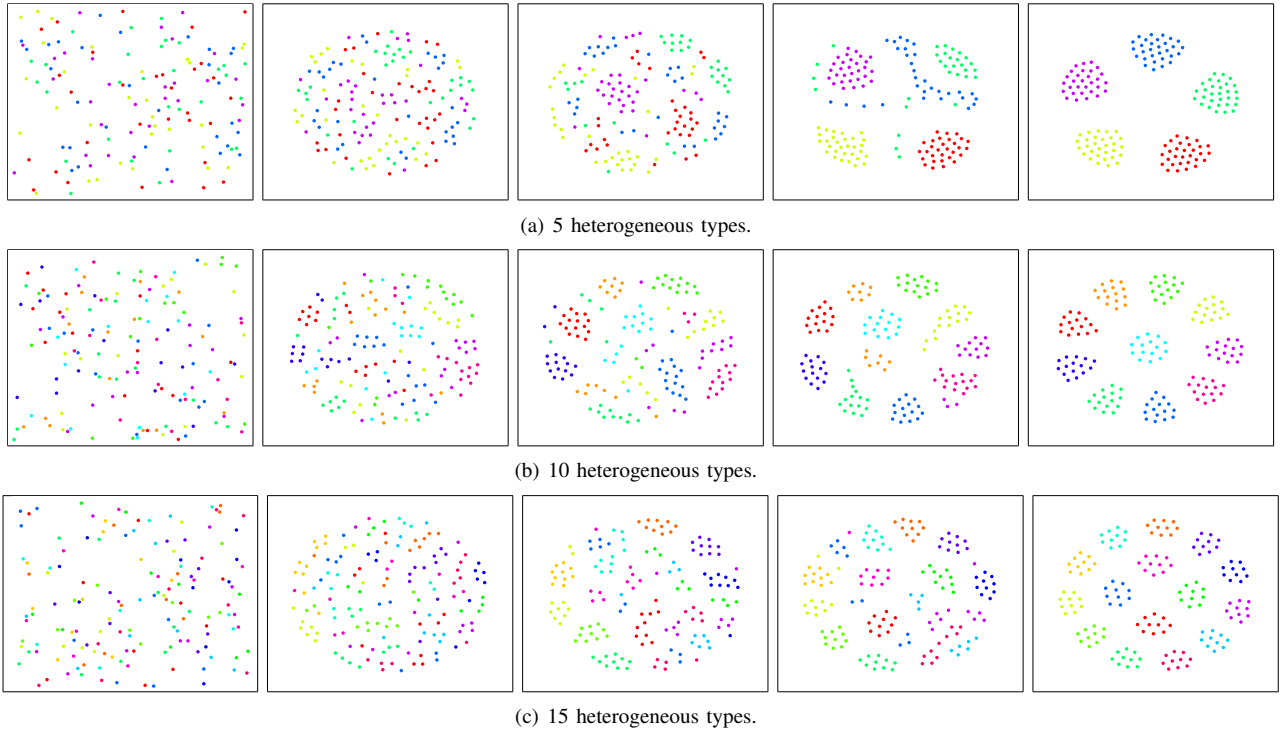 (a) 5 heterogeneous types.
(b) 10 heterogeneous types.
(c) 15 heterogeneous types.